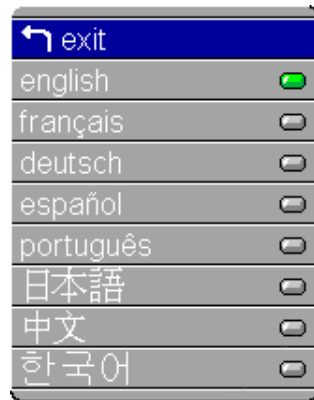 exit
english
français
deutsch
español
português
日本語
中文
한국어